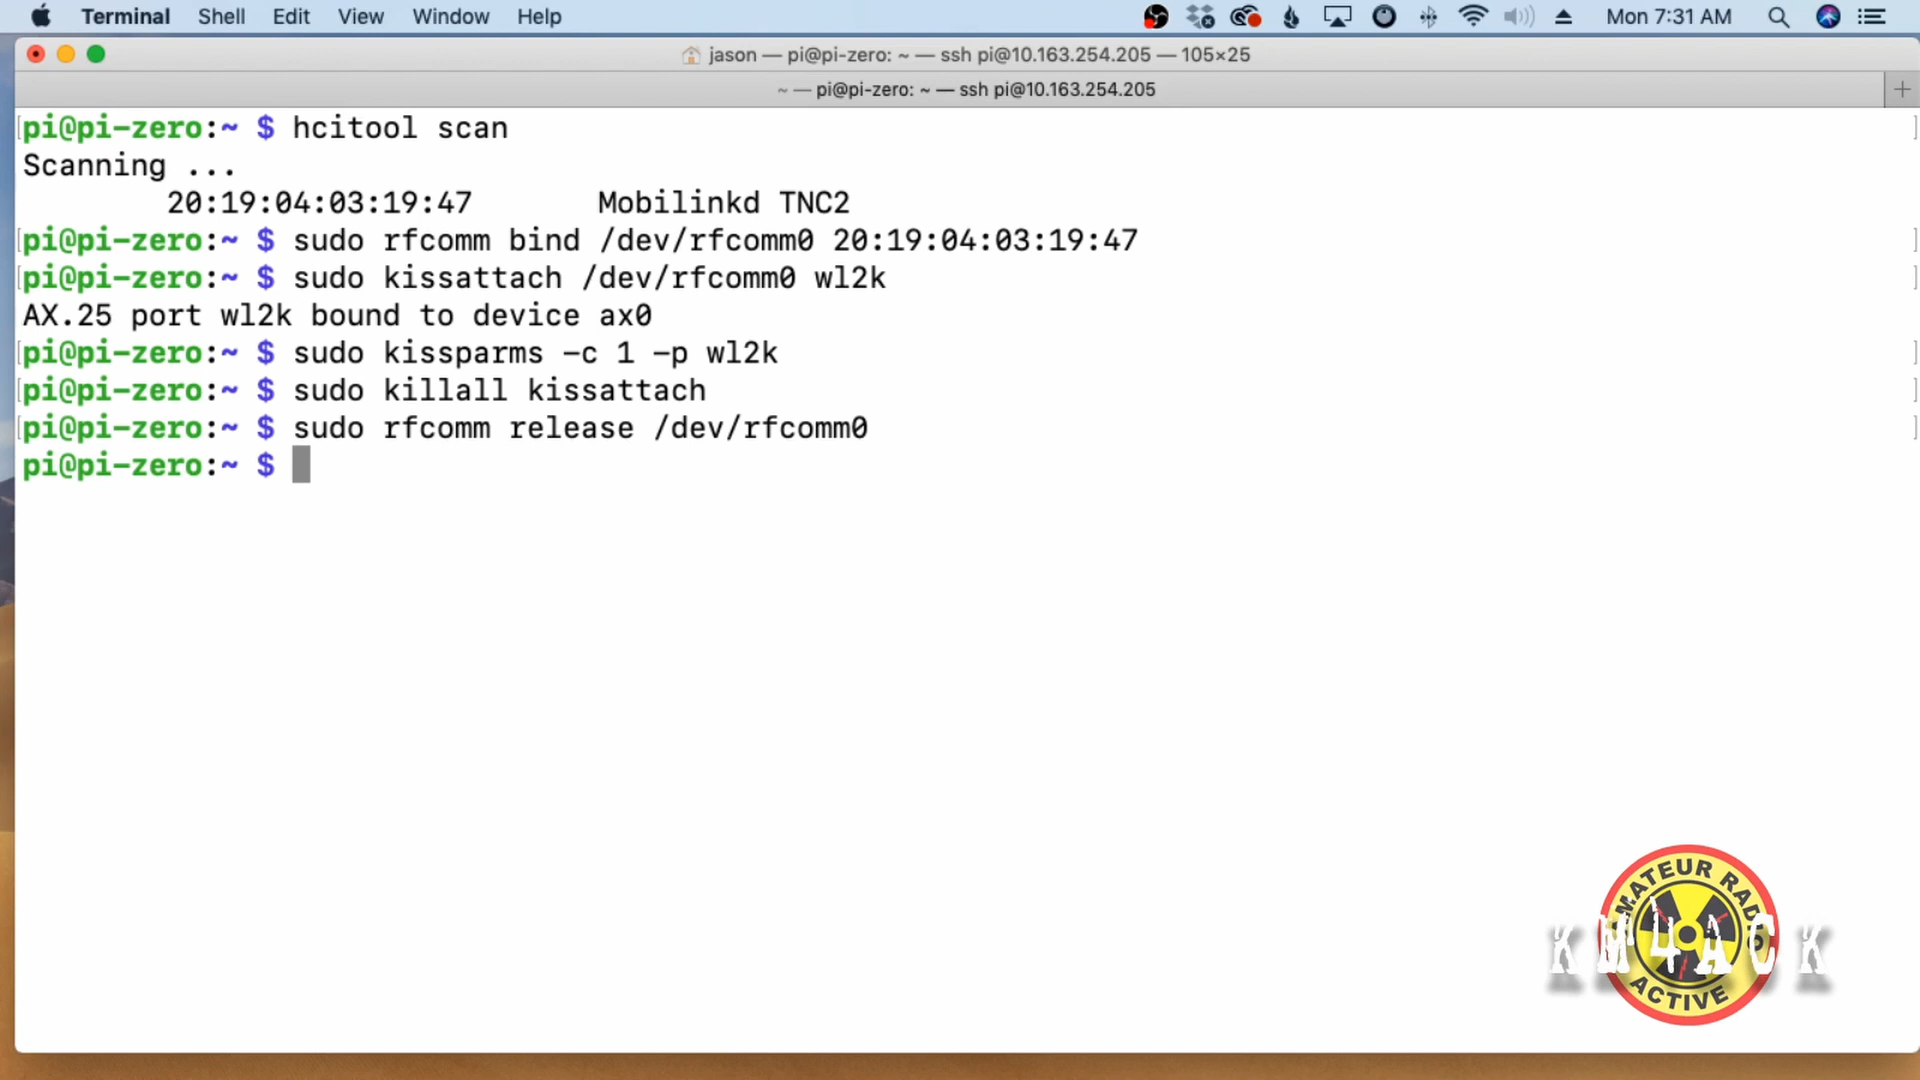 Terminal Shell Edit View Window Help Mon 7:31 AM
jason — pi@pi-zero: ~ — ssh pi@10.163.254.205 — 105×25
~ — pi@pi-zero: ~ — ssh pi@10.163.254.205
pi@pi-zero:~ $ hcitool scan
Scanning ...
20:19:04:03:19:47 Mobilinkd TNC2
pi@pi-zero:~ $ sudo rfcomm bind /dev/rfcomm0 20:19:04:03:19:47
pi@pi-zero:~ $ sudo kissattach /dev/rfcomm0 wl2k
AX.25 port wl2k bound to device ax0
pi@pi-zero:~ $ sudo kissparms -c 1 -p wl2k
pi@pi-zero:~ $ sudo killall kissattach
pi@pi-zero:~ $ sudo rfcomm release /dev/rfcomm0
pi@pi-zero:~ $
AMATEUR RADIO
KM4ACK
ACTIVE